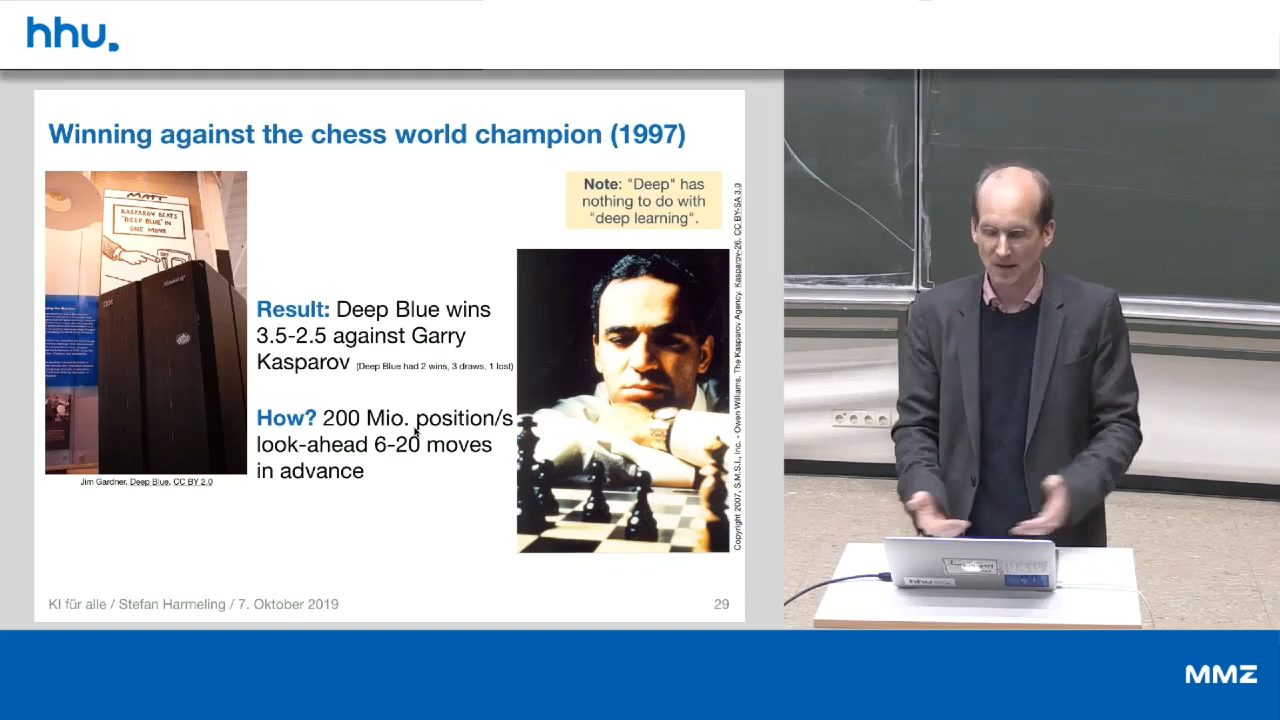 hhu.
Winning against the chess world champion (1997)
MATT
KASPAROV BEATS
"DEEP BLUE" IN
ONE MOVE
OFF
IBM
Note: "Deep" has
nothing to do with
"deep learning".
Result: Deep Blue wins
3.5-2.5 against Garry
Kasparov (Deep Blue had 2 wins, 3 draws, 1 lost)
How? 200 Mio. position/s
look-ahead 6-20 moves
in advance
Jim Gardner, Deep Blue, CC BY 2.0
Copyright 2007, S.M.S.I., Inc. - Owen Williams, The Kasparov Agency, Kasparov-26, CC BY-SA 3.0
KI für alle / Stefan Harmeling / 7. Oktober 2019
29
hhu
MMZ